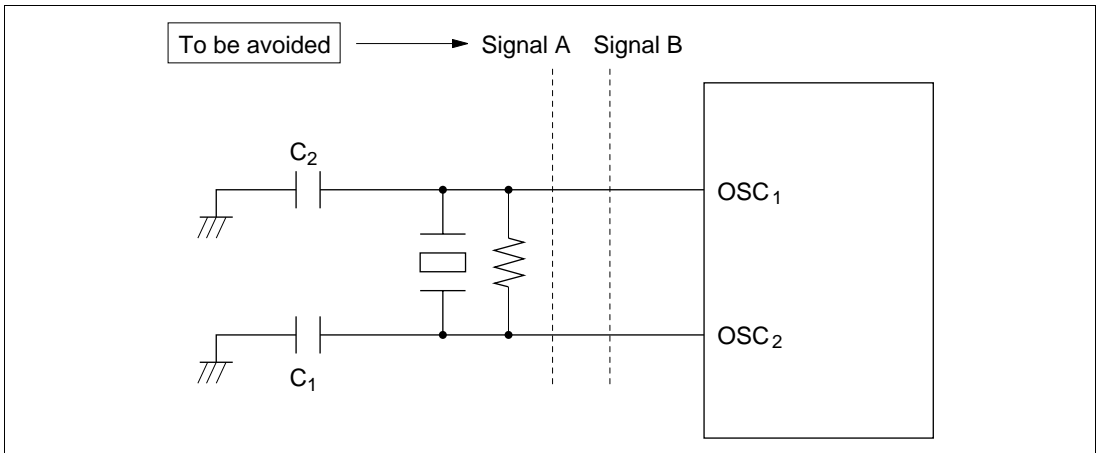 To be avoided Signal A Signal B
C2
OSC1
OSC2
C1